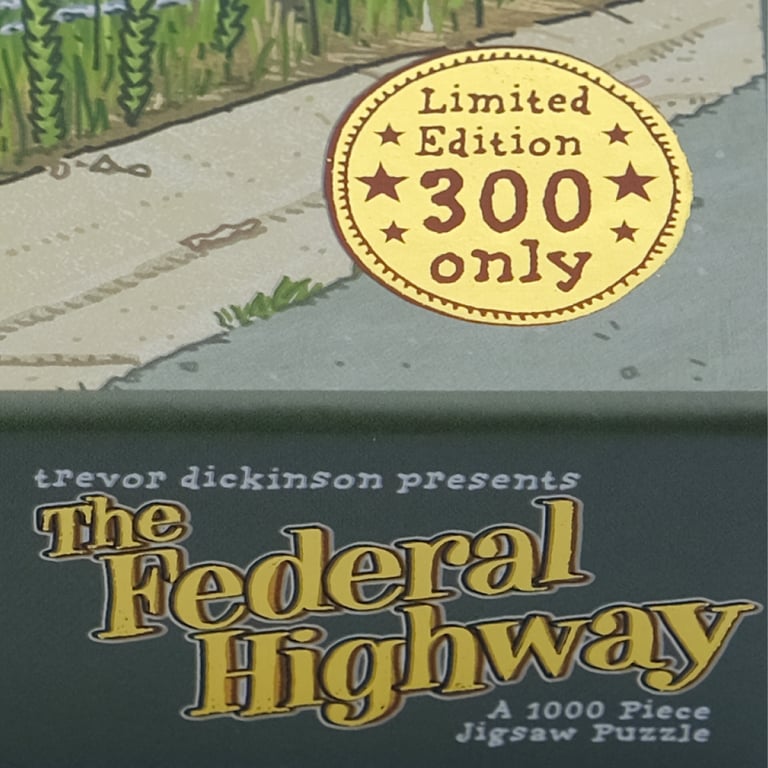 Limited
Edition
300
only
trevor dickinson presents
The
Federal
Highway
A 1000 Piece
Jigsaw Puzzle